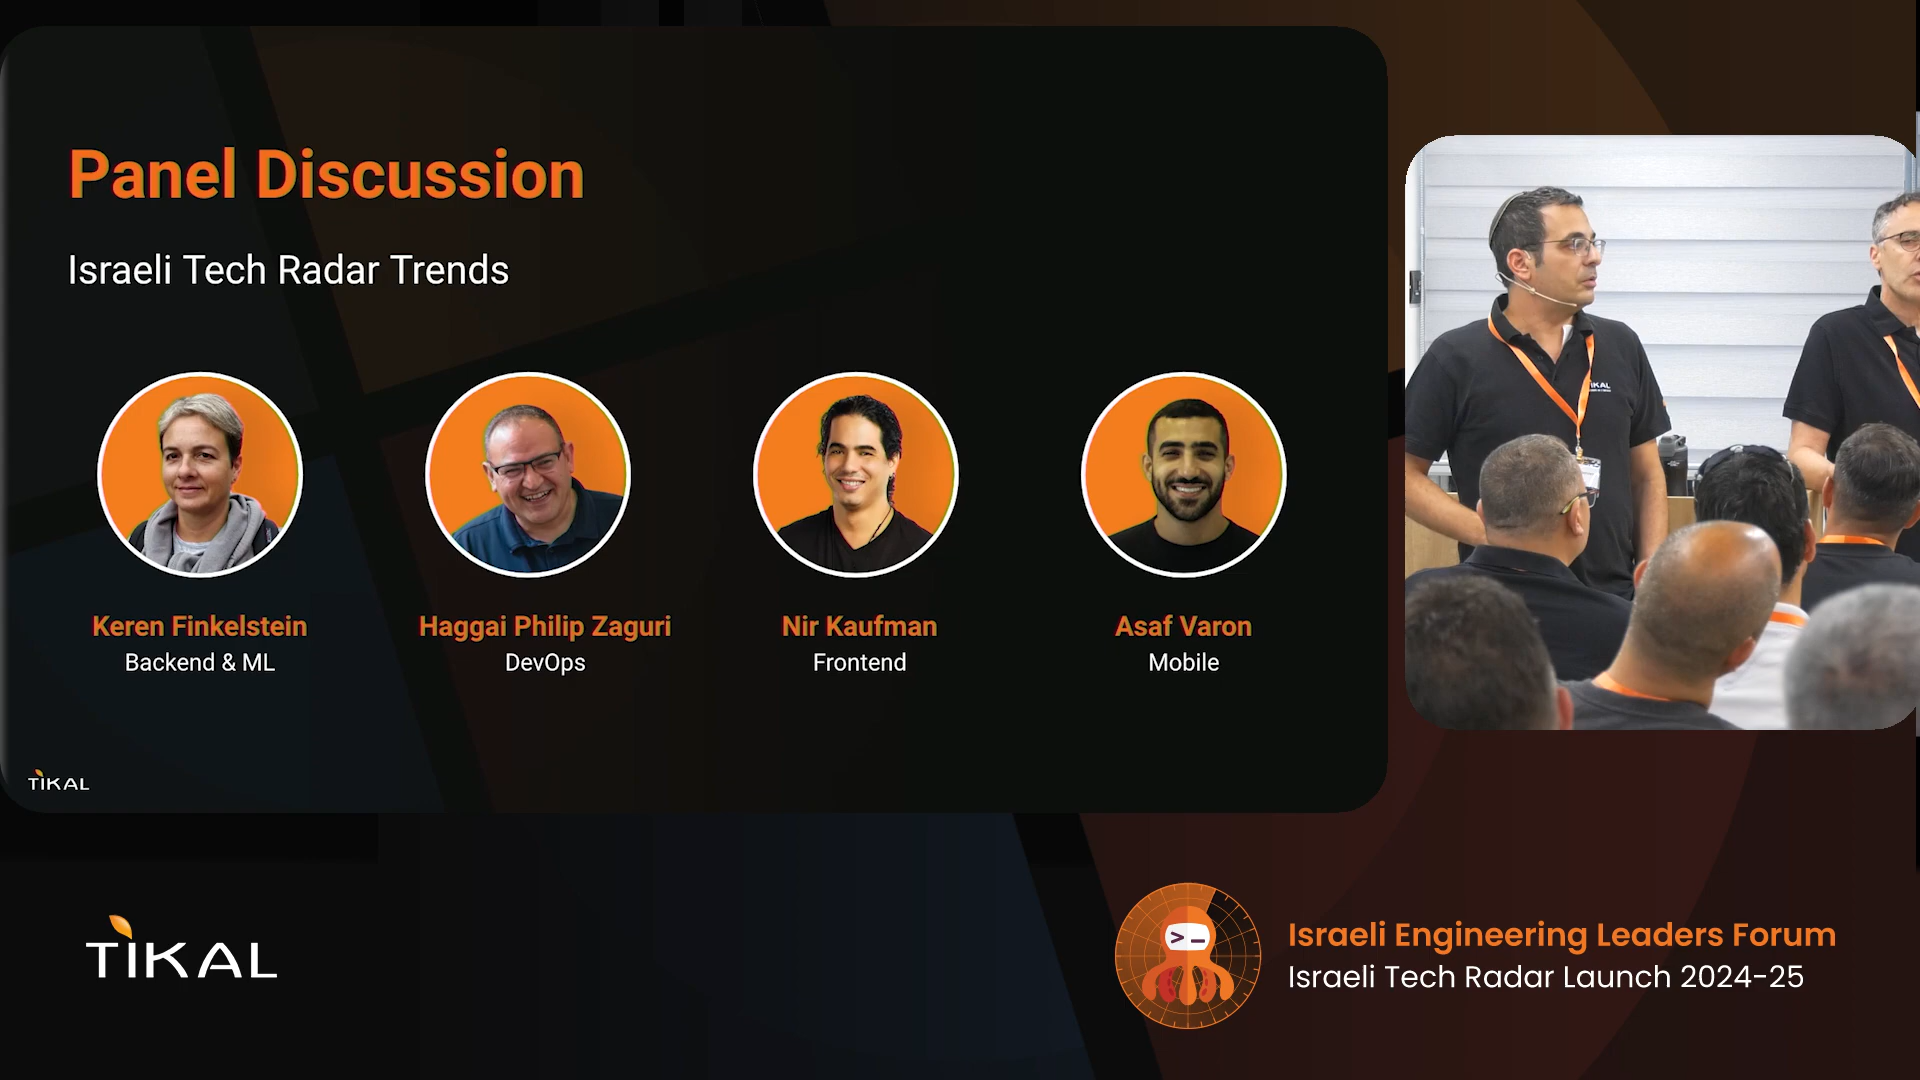 Panel Discussion
Israeli Tech Radar Trends
Keren Finkelstein
Backend & ML
Haggai Philip Zaguri
DevOps
Nir Kaufman
Frontend
Asaf Varon
Mobile
TIKAL
TIKAL
>_
Israeli Engineering Leaders Forum
Israeli Tech Radar Launch 2024-25